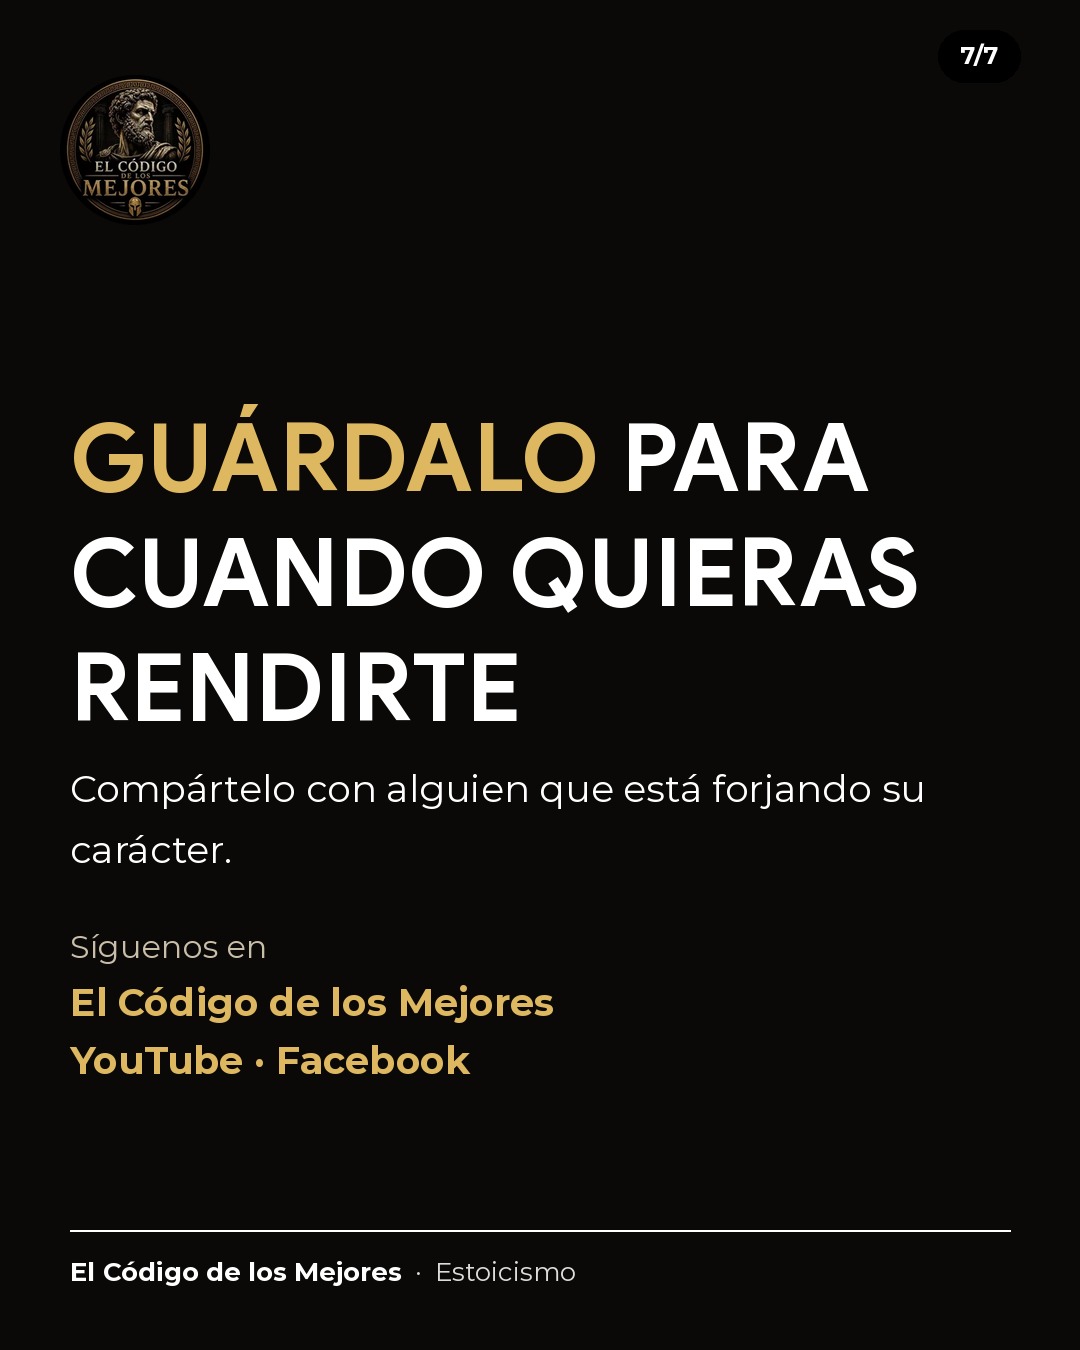 7/7
EL CÓDIGO
DE LOS
MEJORES
GUÁRDALO PARA
CUANDO QUIERAS
RENDIRTE
Compártelo con alguien que está forjando su
carácter.
Síguenos en
El Código de los Mejores
YouTube · Facebook
El Código de los Mejores · Estoicismo